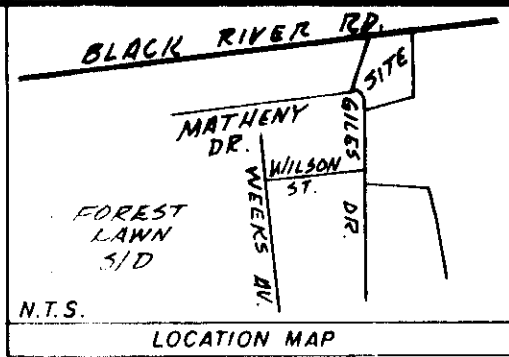 BLACK RIVER RD.
SITE
MATHENY
DR.
GILES DR.
WILSON
ST.
WEEKS AV.
FOREST
LAWN
S/D
N.T.S.
LOCATION MAP